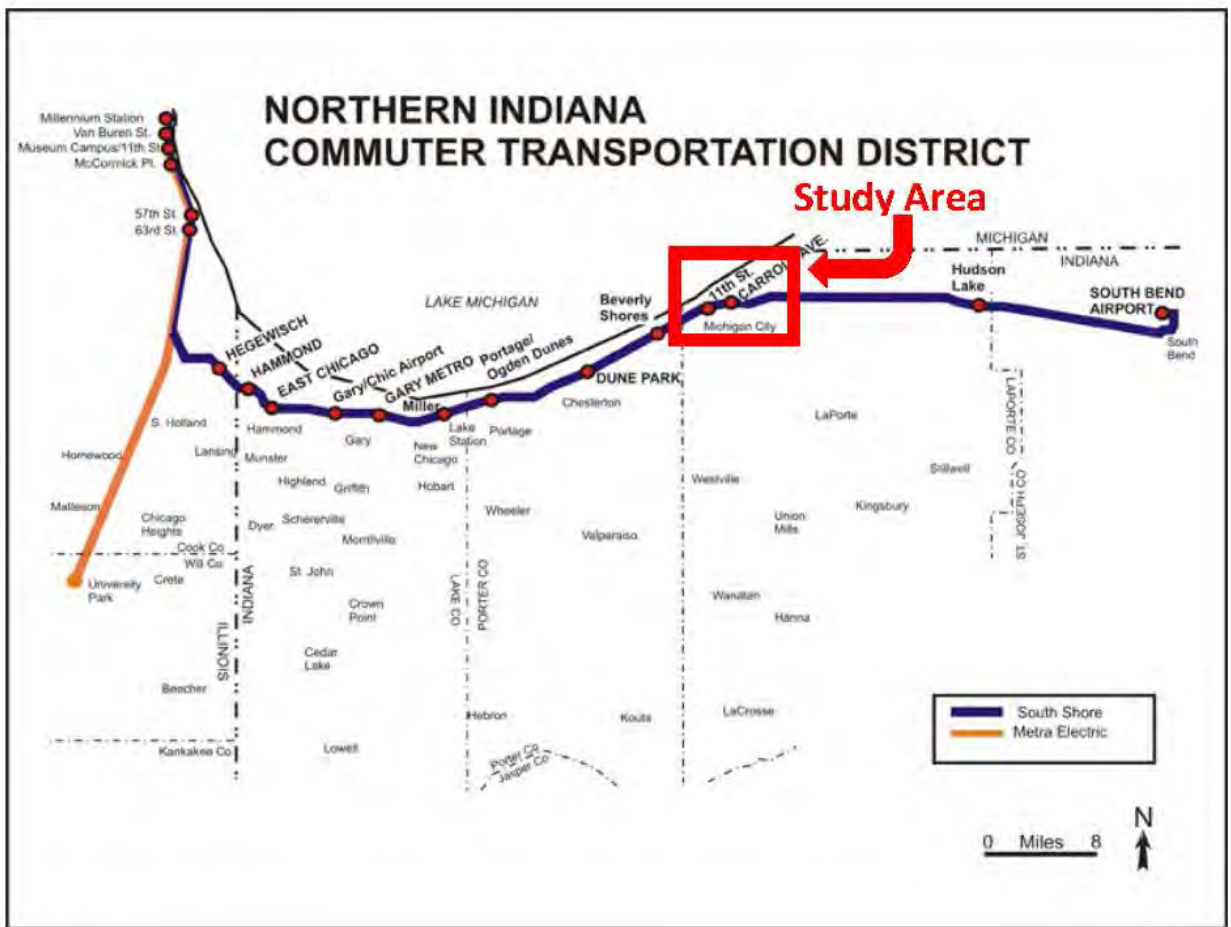 NORTHERN INDIANA
COMMUTER TRANSPORTATION DISTRICT
Study Area
Millennium Station
Van Buren St.
Museum Campus/11th St
McCormick Pl.
57th St.
63rd St.
LAKE MICHIGAN
MICHIGAN
INDIANA
HEGEWISCH
HAMMOND
EAST CHICAGO
Gary/Chic Airport
GARY METRO
Miller
Portage/
Ogden Dunes
DUNE PARK
Beverly
Shores
11th St.
CARROLL AVE.
Michigan City
Hudson
Lake
SOUTH BEND
AIRPORT
South
Bend
S. Holland
Lansing
Hammond
Munster
Gary
New
Chicago
Lake
Station
Portage
Chesterton
LaPorte
LAPORTE CO
ST. JOSEPH CO
Homewood
Highland
Griffith
Hobart
Westville
Stillwell
Matteson
Chicago
Heights
Dyer
Schererville
Merrilville
Wheeler
Valparaiso
Union
Mills
Kingsbury
Cook Co
Will Co
University
Park
Crete
St. John
Crown
Point
LAKE CO
PORTER CO
Wanatah
Hanna
ILLINOIS
INDIANA
Cedar
Lake
Beecher
Hebron
Kouts
LaCrosse
Kankakee Co
Lowell
Porter Co
Jasper Co
South Shore
Metra Electric
0 Miles 8
N